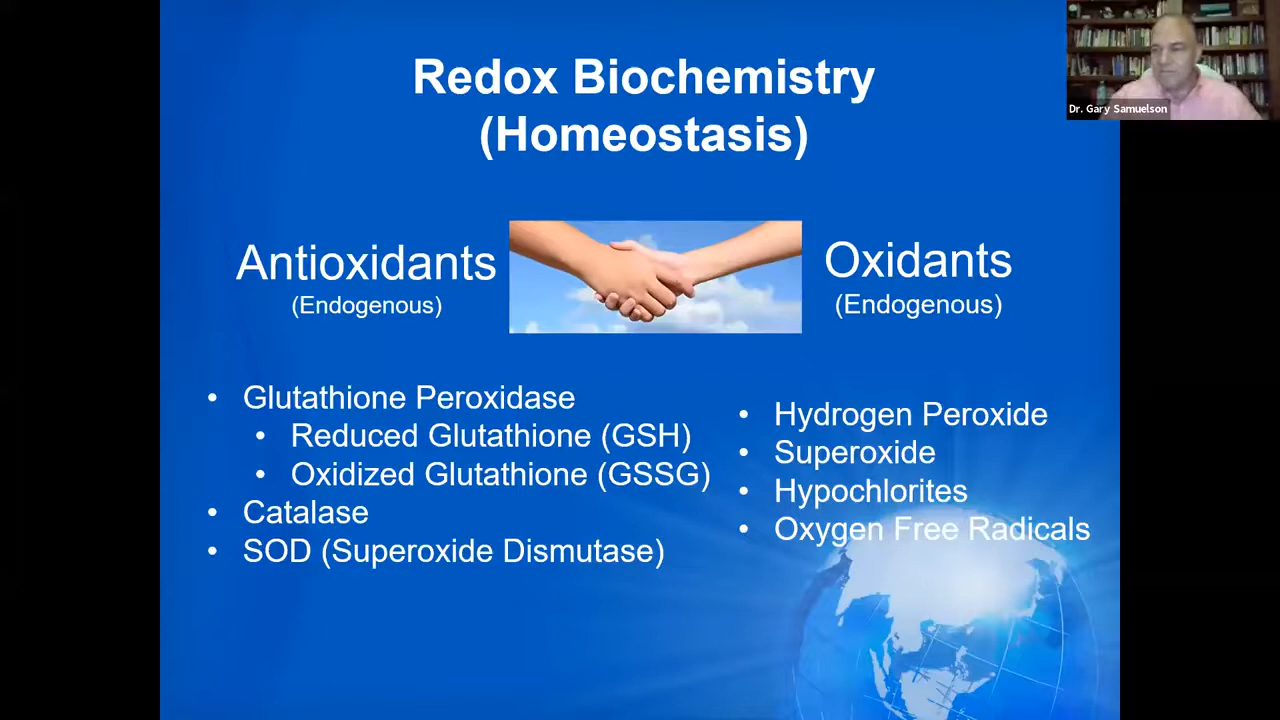 Redox Biochemistry
(Homeostasis)
Dr. Gary Samuelson
Antioxidants
(Endogenous)
Oxidants
(Endogenous)
• Glutathione Peroxidase
• Reduced Glutathione (GSH)
• Oxidized Glutathione (GSSG)
• Catalase
• SOD (Superoxide Dismutase)
• Hydrogen Peroxide
• Superoxide
• Hypochlorites
• Oxygen Free Radicals